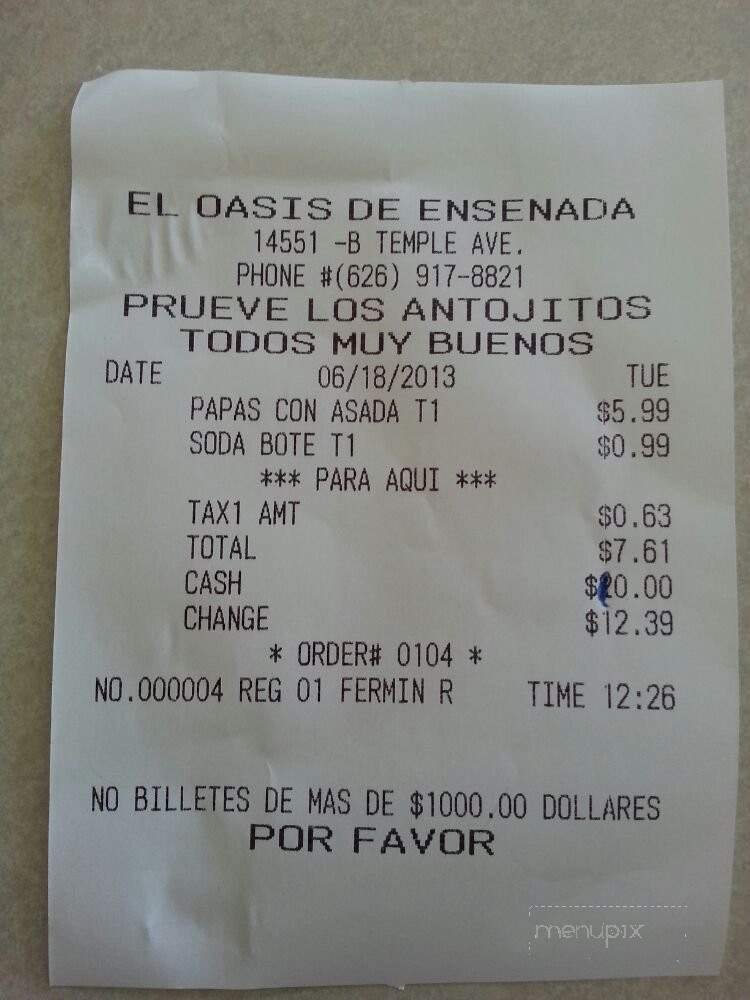 EL OASIS DE ENSENADA
14551 -B TEMPLE AVE.
PHONE #(626) 917-8821
PRUEVE LOS ANTOJITOS
TODOS MUY BUENOS
DATE 06/18/2013 TUE
PAPAS CON ASADA T1 $5.99
SODA BOTE T1 $0.99
*** PARA AQUI ***
TAX1 AMT $0.63
TOTAL $7.61
CASH $20.00
CHANGE $12.39
* ORDER# 0104 *
NO.000004 REG 01 FERMIN R TIME 12:26
NO BILLETES DE MAS DE $1000.00 DOLLARES
POR FAVOR
menupix